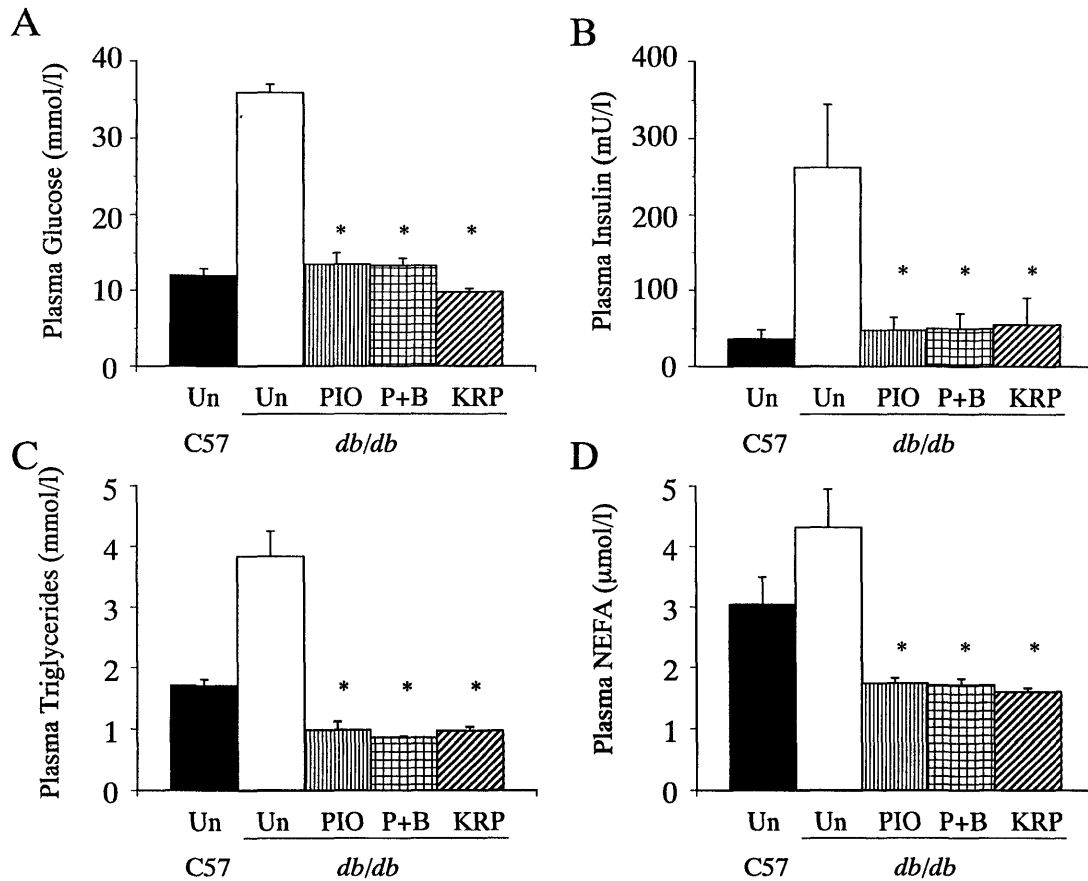 A
Plasma Glucose (mmol/l)
40
30
20
10
0
* * *
Un Un PIO P+B KRP
C57 db/db
B
Plasma Insulin (mU/l)
400
300
200
100
0
* * *
Un Un PIO P+B KRP
C57 db/db
C
Plasma Triglycerides (mmol/l)
5
4
3
2
1
0
* * *
Un Un PIO P+B KRP
C57 db/db
D
Plasma NEFA (μmol/l)
5
4
3
2
1
0
* * *
Un Un PIO P+B KRP
C57 db/db